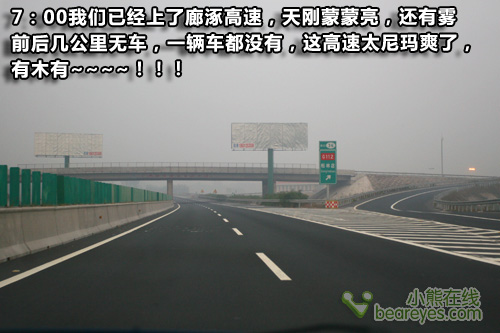 7：00我们已经上了廊涿高速，天刚蒙蒙亮，还有雾
前后几公里无车，一辆车都没有，这高速太尼玛爽了，
有木有~~~~！！！
小熊在线
beareyes.com